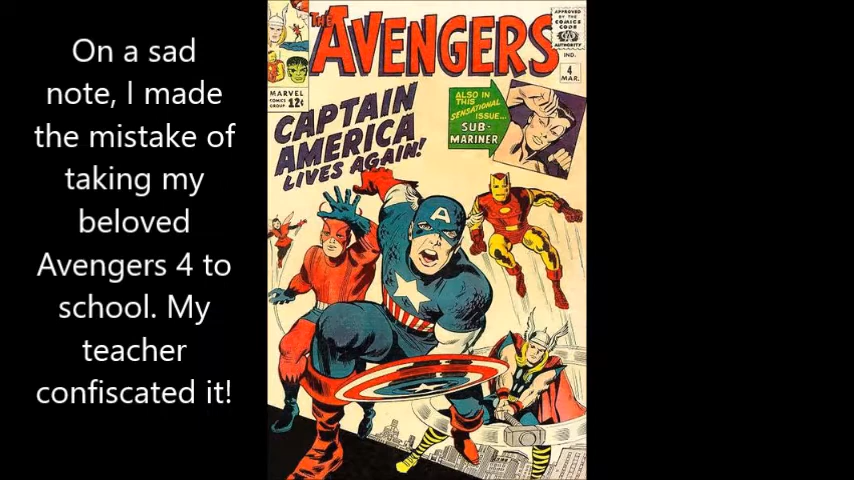 On a sad
note, I made
the mistake of
taking my
beloved
Avengers 4 to
school. My
teacher
confiscated it!
THE AVENGERS
APPROVED
BY THE
COMICS
CODE
AUTHORITY
IND.
4
MAR.
MARVEL
COMICS
GROUP
12¢
CAPTAIN
AMERICA
LIVES AGAIN!
ALSO IN
THIS
SENSATIONAL
ISSUE...
SUB-
MARINER
A